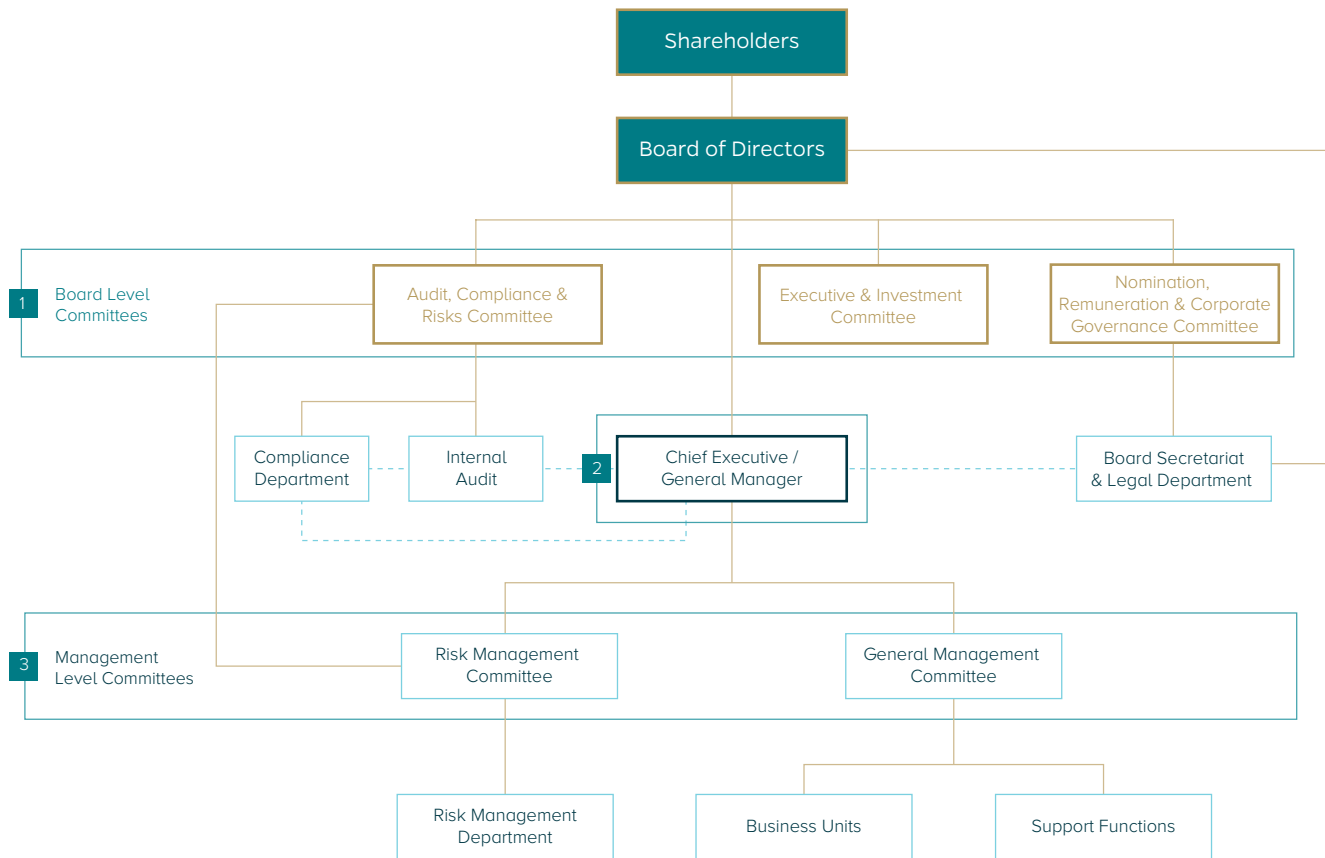 Shareholders
Board of Directors
1
Board Level
Committees
Audit, Compliance &
Risks Committee
Executive & Investment
Committee
Nomination,
Remuneration & Corporate
Governance Committee
Compliance
Department
Internal
Audit
2
Chief Executive /
General Manager
Board Secretariat
& Legal Department
3
Management
Level Committees
Risk Management
Committee
General Management
Committee
Risk Management
Department
Business Units
Support Functions